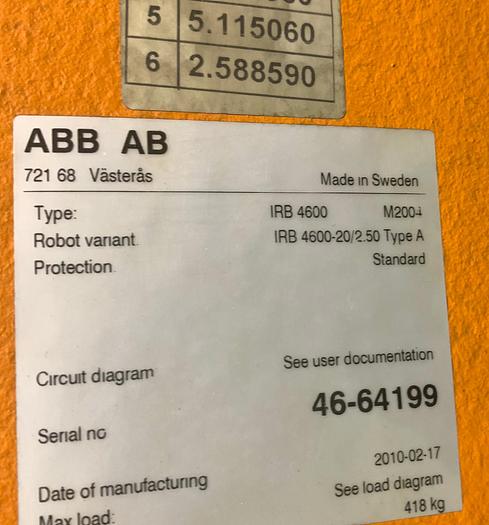 5 5.115060
6 2.588590
ABB AB
721 68 Västerås
Made in Sweden
Type: IRB 4600 M2004
Robot variant IRB 4600-20/2.50 Type A
Protection Standard
Circuit diagram See user documentation
Serial no 46-64199
Date of manufacturing 2010-02-17
Max load: See load diagram
418 kg